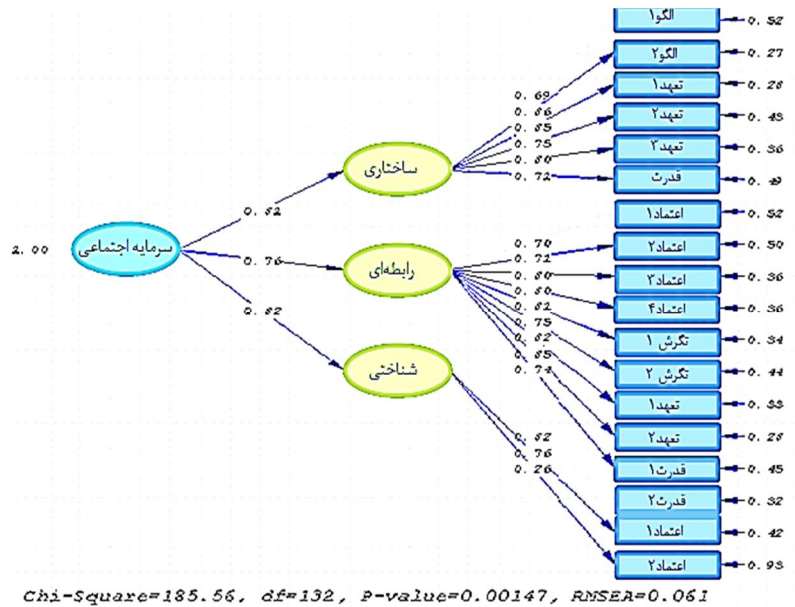 الگو۱
0.52
الگو۲
0.27
تعهد۱
0.28
تعهد۲
0.43
تعهد۳
0.36
قدرت
0.49
0.69
0.86
0.85
0.75
0.80
0.72
ساختاری
0.82
سرمایه اجتماعی
2.00
0.76
رابطه‌ای
0.82
شناختی
اعتماد۱
0.52
اعتماد۲
0.50
اعتماد۳
0.36
اعتماد۴
0.36
نگرش ۱
0.34
نگرش ۲
0.44
تعهد۱
0.33
تعهد۲
0.28
قدرت۱
0.45
قدرت۲
0.32
اعتماد۱
0.42
اعتماد۲
0.93
0.70
0.71
0.80
0.80
0.81
0.75
0.82
0.85
0.74
0.82
0.76
0.26
Chi-Square=185.56, df=132, P-value=0.00147, RMSEA=0.061